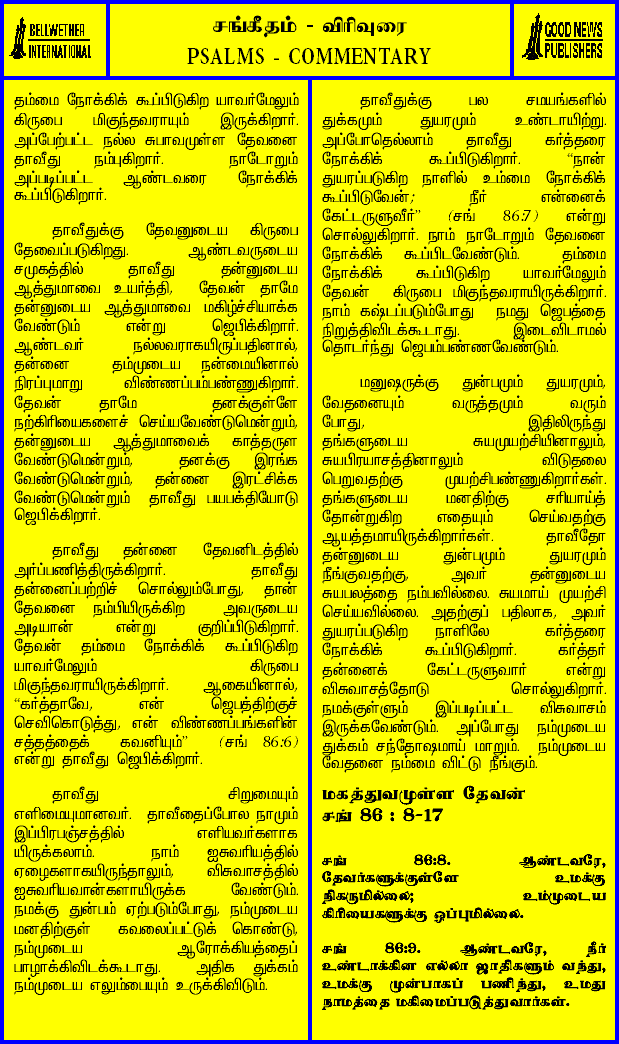 BELLWETHER
INTERNATIONAL
சங்கீதம் - விரிவுரை
PSALMS - COMMENTARY
GOOD NEWS
PUBLISHERS
தம்மை நோக்கிக் கூப்பிடுகிற யாவர்மேலும்
கிருபை மிகுந்தவராயும் இருக்கிறார்.
அப்பேற்பட்ட நல்ல சுபாவமுள்ள தேவனை
தாவீது நம்புகிறார். நாடோறும்
அப்படிப்பட்ட ஆண்டவரை நோக்கிக்
கூப்பிடுகிறார்.
தாவீதுக்கு தேவனுடைய கிருபை
தேவைப்படுகிறது. ஆண்டவருடைய
சமுகத்தில் தாவீது தன்னுடைய
ஆத்துமாவை உயர்த்தி, தேவன் தாமே
தன்னுடைய ஆத்துமாவை மகிழ்ச்சியாக்க
வேண்டும் என்று ஜெபிக்கிறார்.
ஆண்டவர் நல்லவராகயிருப்பதினால்,
தன்னை தம்முடைய நன்மையினால்
நிரப்புமாறு விண்ணப்பம்பண்ணுகிறார்.
தேவன் தாமே தனக்குள்ளே
நற்கிரியைகளைச் செய்யவேண்டுமென்றும்,
தன்னுடைய ஆத்துமாவைக் காத்தருள
வேண்டுமென்றும், தனக்கு இரங்க
வேண்டுமென்றும், தன்னை இரட்சிக்க
வேண்டுமென்றும் தாவீது பயபக்தியோடு
ஜெபிக்கிறார்.
தாவீது தன்னை தேவனிடத்தில்
அர்ப்பணித்திருக்கிறார். தாவீது
தன்னைப்பற்றிச் சொல்லும்போது, தான்
தேவனை நம்பியிருக்கிற அவருடைய
அடியான் என்று குறிப்பிடுகிறார்.
தேவன் தம்மை நோக்கிக் கூப்பிடுகிற
யாவர்மேலும் கிருபை
மிகுந்தவராயிருக்கிறார். ஆகையினால்,
“கர்த்தாவே, என் ஜெபத்திற்குச்
செவிகொடுத்து, என் விண்ணப்பங்களின்
சத்தத்தைக் கவனியும்” (சங் 86:6)
என்று தாவீது ஜெபிக்கிறார்.
தாவீது சிறுமையும்
எளிமையுமானவர். தாவீதைப்போல நாமும்
இப்பிரபஞ்சத்தில் எளியவர்களாக
யிருக்கலாம். நாம் ஐசுவரியத்தில்
ஏழைகளாகயிருந்தாலும், விசுவாசத்தில்
ஐசுவரியவான்களாயிருக்க வேண்டும்.
நமக்கு துன்பம் ஏற்படும்போது, நம்முடைய
மனதிற்குள் கவலைப்பட்டுக் கொண்டு,
நம்முடைய ஆரோக்கியத்தைப்
பாழாக்கிவிடக்கூடாது. அதிக துக்கம்
நம்முடைய எலும்பையும் உருக்கிவிடும்.
தாவீதுக்கு பல சமயங்களில்
துக்கமும் துயரமும் உண்டாயிற்று.
அப்போதெல்லாம் தாவீது கர்த்தரை
நோக்கிக் கூப்பிடுகிறார். “நான்
துயரப்படுகிற நாளில் உம்மை நோக்கிக்
கூப்பிடுவேன்; நீர் என்னைக்
கேட்டருளுவீர்” (சங் 86:7) என்று
சொல்லுகிறார். நாம் நாடோறும் தேவனை
நோக்கிக் கூப்பிடவேண்டும். தம்மை
நோக்கிக் கூப்பிடுகிற யாவர்மேலும்
தேவன் கிருபை மிகுந்தவராயிருக்கிறார்.
நாம் கஷ்டப்படும்போது நமது ஜெபத்தை
நிறுத்திவிடக்கூடாது. இடைவிடாமல்
தொடர்ந்து ஜெபம்பண்ணவேண்டும்.
மனுஷருக்கு துன்பமும் துயரமும்,
வேதனையும் வருத்தமும் வரும்
போது, இதிலிருந்து
தங்களுடைய சுயமுயற்சியினாலும்,
சுயபிரயாசத்தினாலும் விடுதலை
பெறுவதற்கு முயற்சிபண்ணுகிறார்கள்.
தங்களுடைய மனதிற்கு சரியாய்த்
தோன்றுகிற எதையும் செய்வதற்கு
ஆயத்தமாயிருக்கிறார்கள். தாவீதோ
தன்னுடைய துன்பமும் துயரமும்
நீங்குவதற்கு, அவர் தன்னுடைய
சுயபலத்தை நம்பவில்லை. சுயமாய் முயற்சி
செய்யவில்லை. அதற்குப் பதிலாக, அவர்
துயரப்படுகிற நாளிலே கர்த்தரை
நோக்கிக் கூப்பிடுகிறார். கர்த்தர்
தன்னைக் கேட்டருளுவார் என்று
விசுவாசத்தோடு சொல்லுகிறார்.
நமக்குள்ளும் இப்படிப்பட்ட விசுவாசம்
இருக்கவேண்டும். அப்போது நம்முடைய
துக்கம் சந்தோஷமாய் மாறும். நம்முடைய
வேதனை நம்மை விட்டு நீங்கும்.
மகத்துவமுள்ள தேவன்
சங் 86 : 8-17
சங் 86:8. ஆண்டவரே,
தேவர்களுக்குள்ளே உமக்கு
நிகருமில்லை; உம்முடைய
கிரியைகளுக்கு ஒப்புமில்லை.
சங் 86:9. ஆண்டவரே, நீர்
உண்டாக்கின எல்லா ஜாதிகளும் வந்து,
உமக்கு முன்பாகப் பணிந்து, உமது
நாமத்தை மகிமைப்படுத்துவார்கள்.